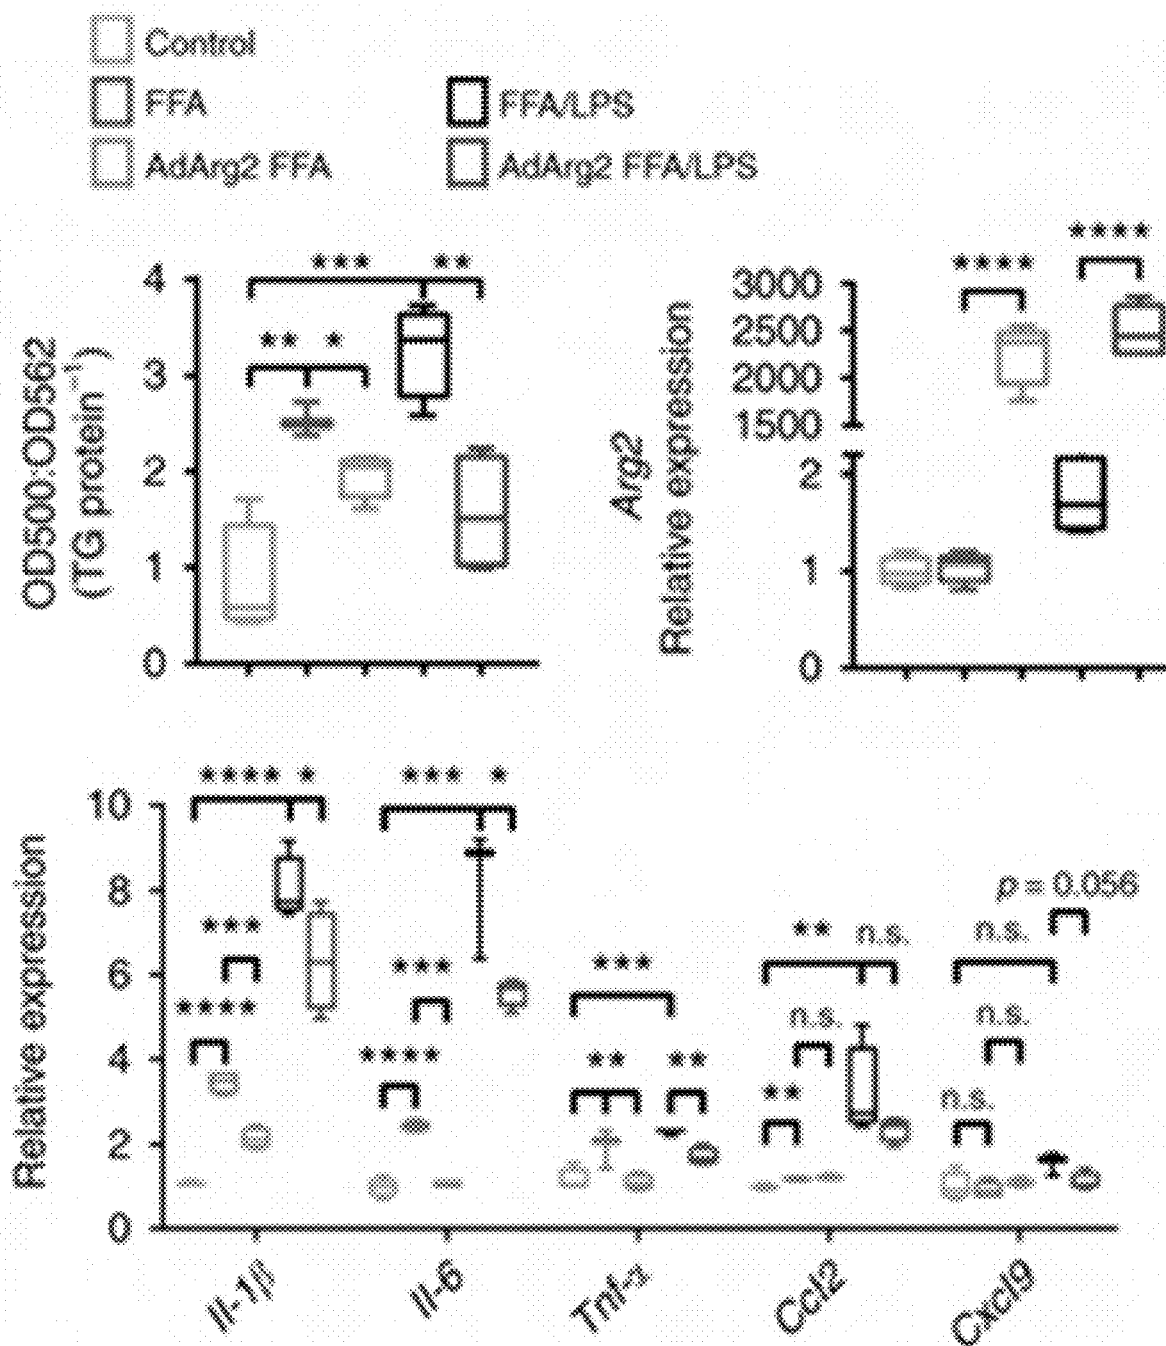 Control
FFA
FFA/LPS
AdArg2 FFA
AdArg2 FFA/LPS
OD500:OD562
(TG protein⁻¹)
4
3
2
1
0
*** **
** *
Arg2
Relative expression
3000
2500
2000
1500
2
1
0
****
****
Relative expression
10
8
6
4
2
0
**** *
***
****
*** *
***
****
***
** **
** n.s.
n.s.
**
p = 0.056
n.s.
n.s.
n.s.
Il-1β
Il-6
Tnf-α
Ccl2
Cxcl9